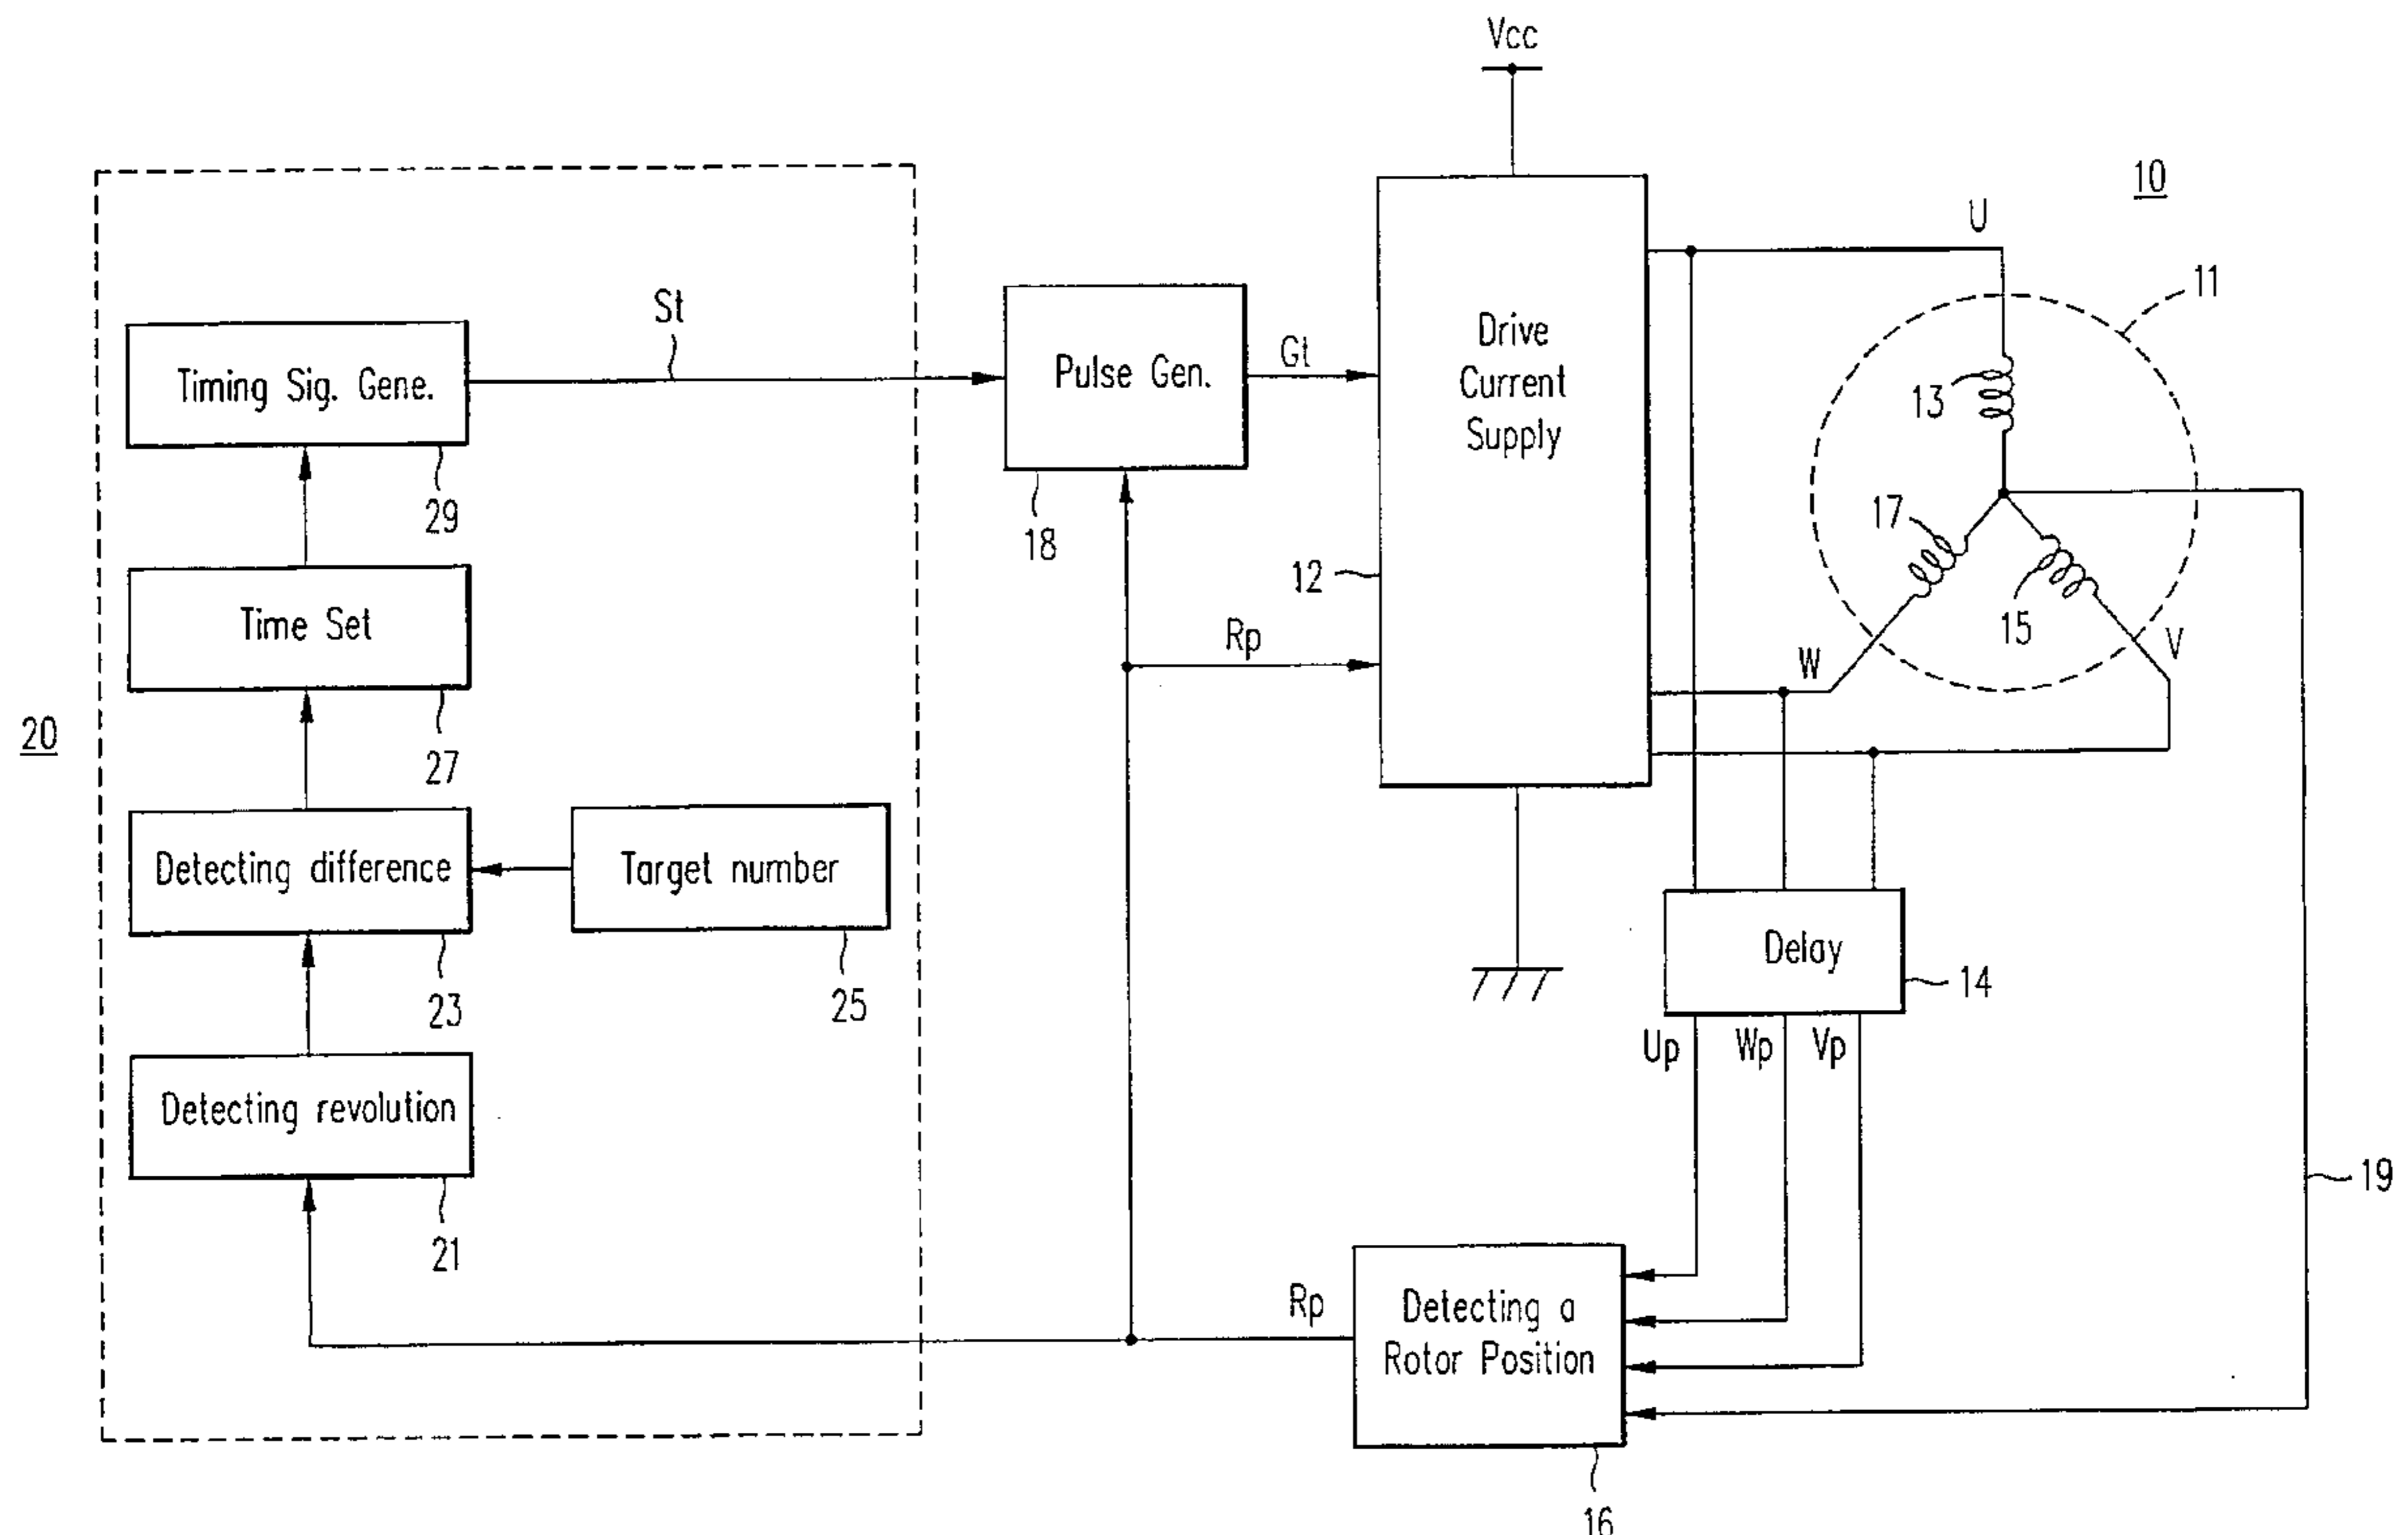 Vcc
10
U
11
St
Timing Sig. Gene.
Pulse Gen.
Gt
Drive
Current
Supply
13
29
18
17
12
15
V
Time Set
Rp
W
20
27
Detecting difference
Target number
Delay
14
23
25
Up
Wp
Vp
Detecting revolution
19
21
Rp
Detecting a
Rotor Position
16